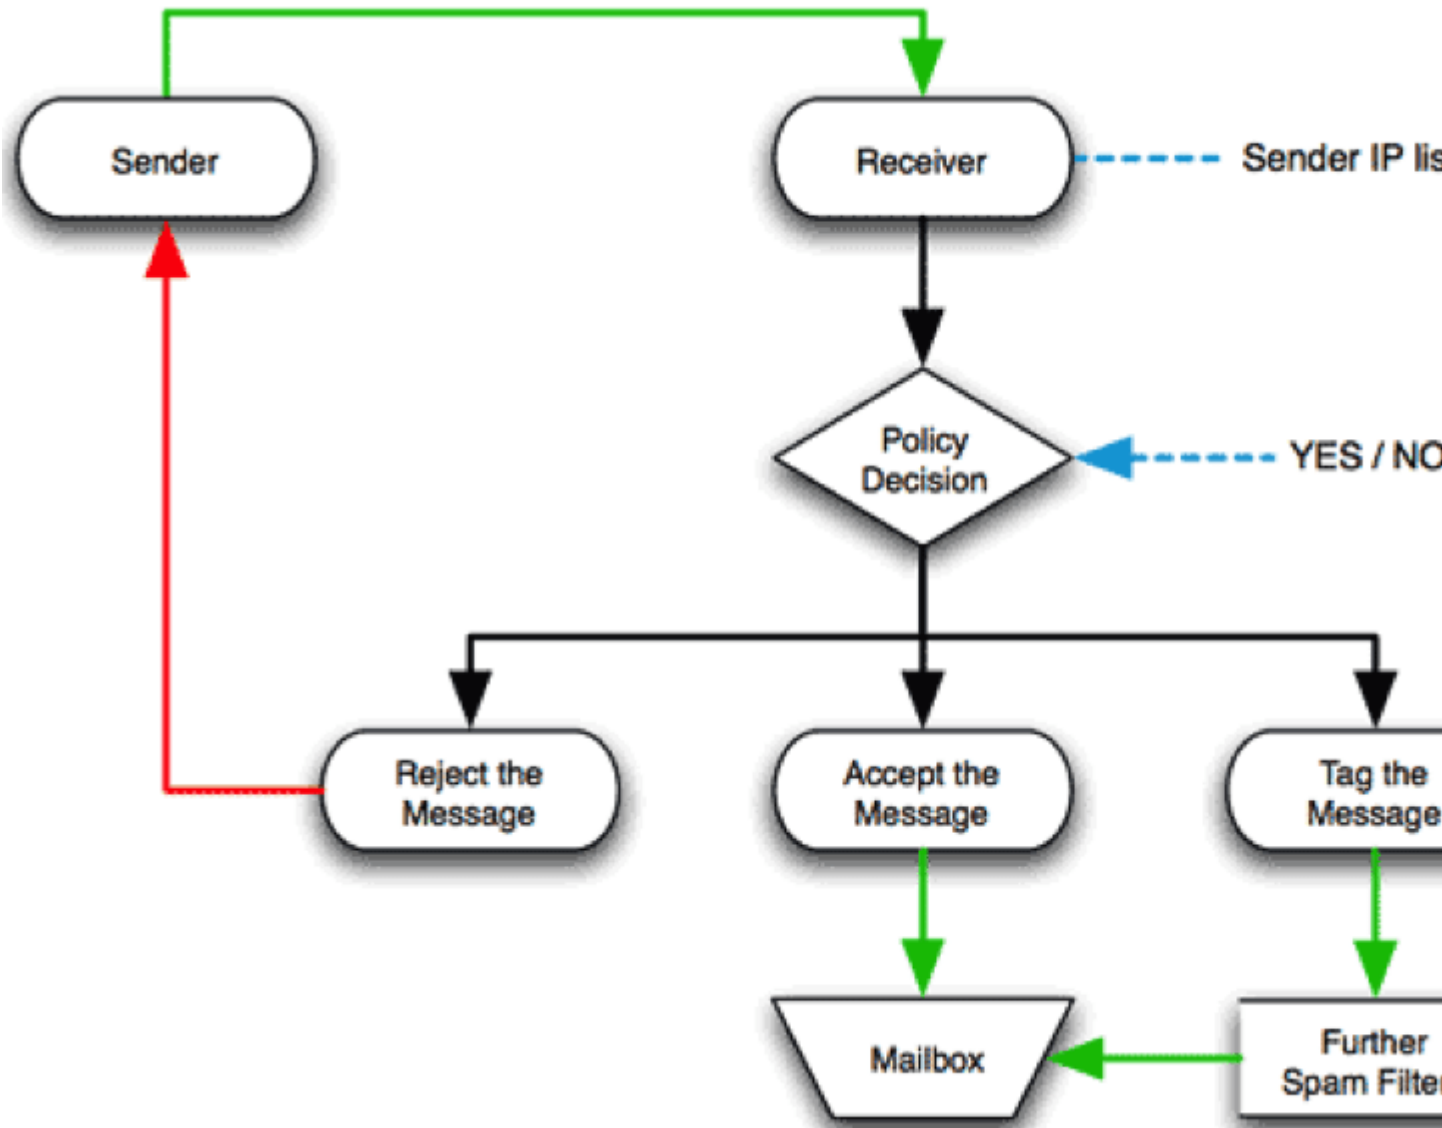 Sender
Receiver
Sender IP
Policy
Decision
YES / NO
Reject the
Message
Accept the
Message
Tag the
Message
Mailbox
Further
Spam